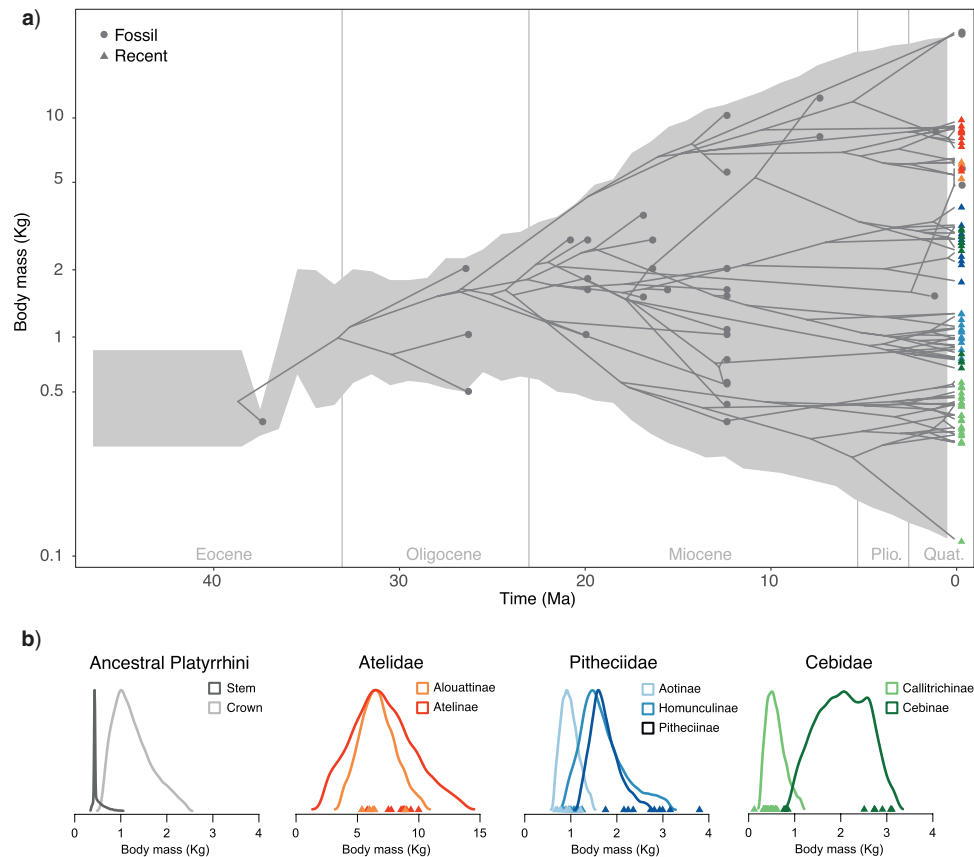 a)
Fossil
Recent
Body mass (Kg)
10
5
2
1
0.5
0.1
Eocene
Oligocene
Miocene
Plio.
Quat.
40
30
20
10
0
Time (Ma)
b)
Ancestral Platyrrhini
Stem
Crown
0 1 2 3 4
Body mass (Kg)
Atelidae
Alouattinae
Atelinae
0 5 10 15
Body mass (Kg)
Pitheciidae
Aotinae
Homunculinae
Pitheciinae
0 1 2 3 4
Body mass (Kg)
Cebidae
Callitrichinae
Cebinae
0 1 2 3 4
Body mass (Kg)